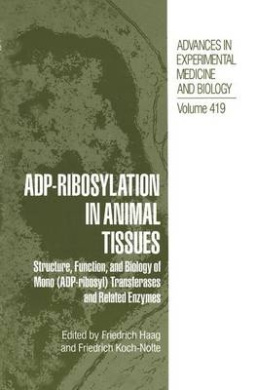 ADVANCES IN
EXPERIMENTAL
MEDICINE
AND BIOLOGY
Volume 419
ADP-RIBOSYLATION
IN ANIMAL
TISSUES
Structure, Function, and Biology of
Mono (ADP-ribosyl) Transferases
and Related Enzymes
Edited by Friedrich Haag
and Friedrich Koch-Nolte